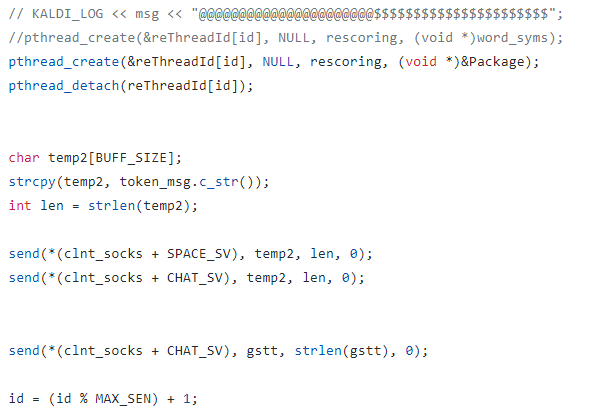 // KALDI_LOG << msg << "@@@@@@@@@@@@@@@@@@@@@@$$$$$$$$$$$$$$$$$$$$$$";
//pthread_create(&reThreadId[id], NULL, rescoring, (void *)word_syms);
pthread_create(&reThreadId[id], NULL, rescoring, (void *)&Package);
pthread_detach(reThreadId[id]);
char temp2[BUFF_SIZE];
strcpy(temp2, token_msg.c_str());
int len = strlen(temp2);
send(*(clnt_socks + SPACE_SV), temp2, len, 0);
send(*(clnt_socks + CHAT_SV), temp2, len, 0);
send(*(clnt_socks + CHAT_SV), gstt, strlen(gstt), 0);
id = (id % MAX_SEN) + 1;